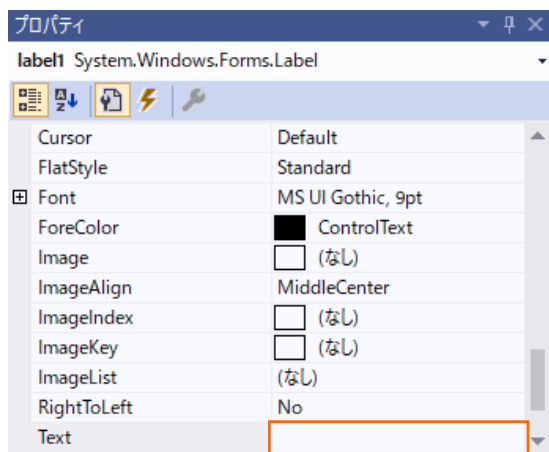 プロパティ
label1 System.Windows.Forms.Label
Cursor Default
FlatStyle Standard
Font MS UI Gothic, 9pt
ForeColor ControlText
Image (なし)
ImageAlign MiddleCenter
ImageIndex (なし)
ImageKey (なし)
ImageList (なし)
RightToLeft No
Text